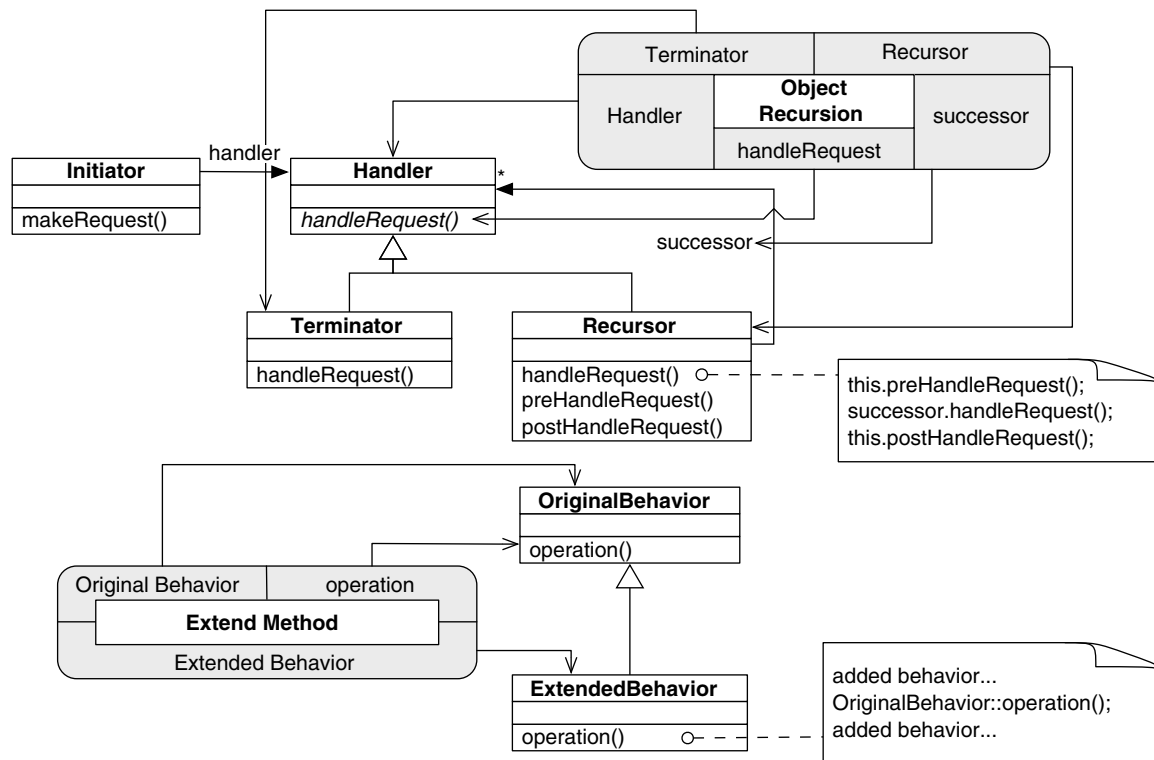 Terminator
Recursor
Object
Recursion
Handler
successor
handleRequest
handler
Initiator
makeRequest()
Handler
*
handleRequest()
successor
Terminator
handleRequest()
Recursor
handleRequest()
preHandleRequest()
postHandleRequest()
this.preHandleRequest();
successor.handleRequest();
this.postHandleRequest();
OriginalBehavior
operation()
Original Behavior
operation
Extend Method
Extended Behavior
ExtendedBehavior
operation()
added behavior...
OriginalBehavior::operation();
added behavior...